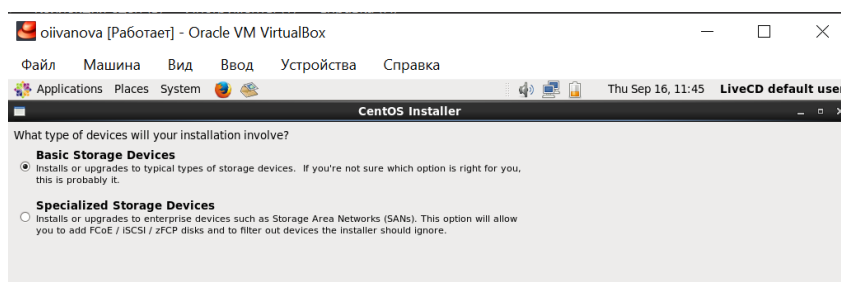 oiivanova [Работает] - Oracle VM VirtualBox
Файл Машина Вид Ввод Устройства Справка
Applications Places System Thu Sep 16, 11:45 LiveCD default use
CentOS Installer
What type of devices will your installation involve?
Basic Storage Devices
Installs or upgrades to typical types of storage devices. If you're not sure which option is right for you,
this is probably it.
Specialized Storage Devices
Installs or upgrades to enterprise devices such as Storage Area Networks (SANs). This option will allow
you to add FCoE / iSCSI / zFCP disks and to filter out devices the installer should ignore.